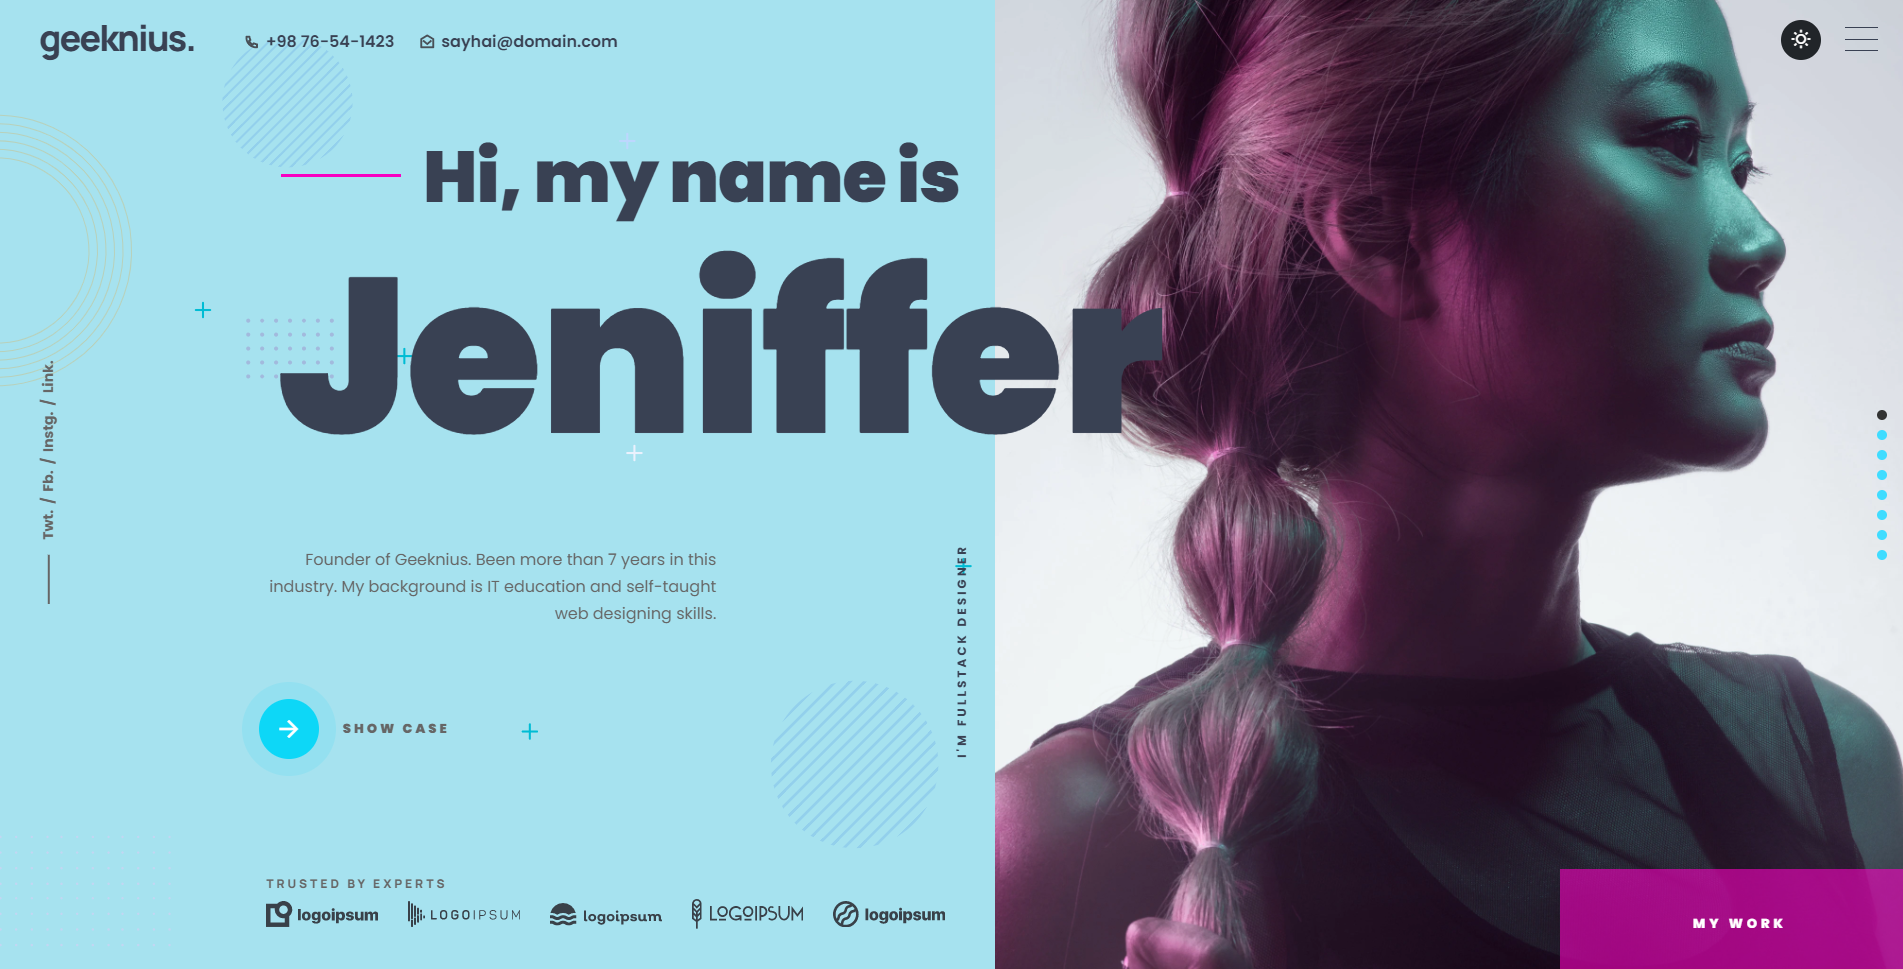 geeknius.
+98 76-54-1423
sayhai@domain.com
Hi, my name is
Jeniffer
Twt. / Fb. / Instg. / Link.
Founder of Geeknius. Been more than 7 years in this
industry. My background is IT education and self-taught
web designing skills.
I'M FULLSTACK DESIGNER
SHOW CASE
TRUSTED BY EXPERTS
logoipsum
LOGOIPSUM
logoipsum
LOGOIPSUM
logoipsum
MY WORK